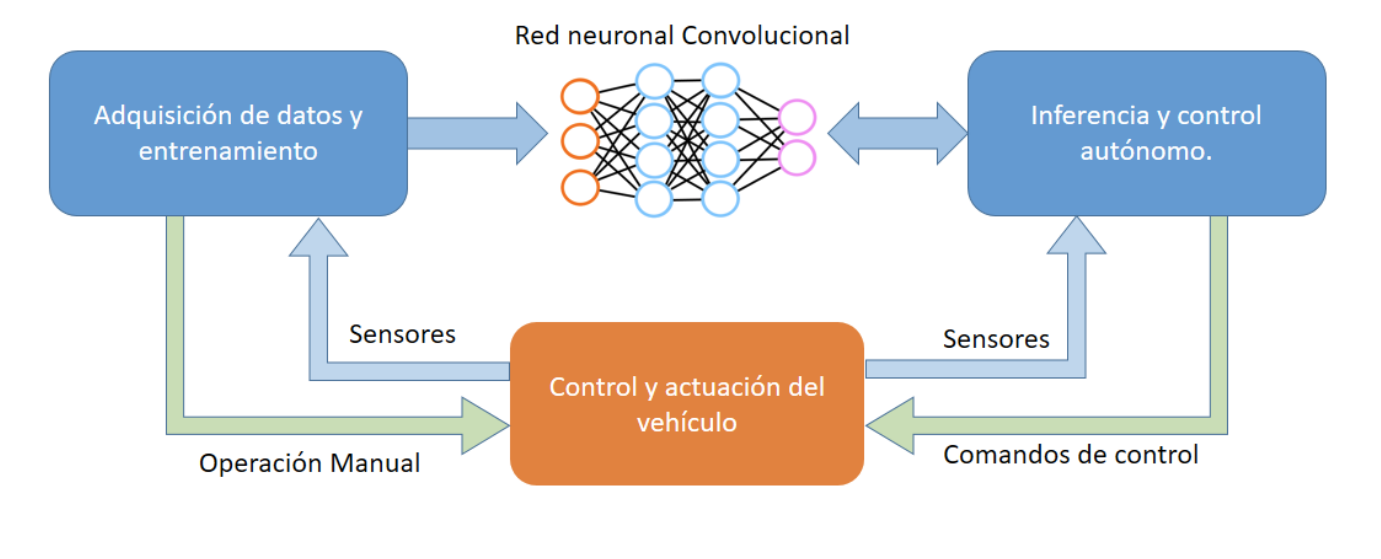 Red neuronal Convolucional
Adquisición de datos y
entrenamiento
Inferencia y control
autónomo.
Sensores
Sensores
Control y actuación del
vehículo
Operación Manual
Comandos de control